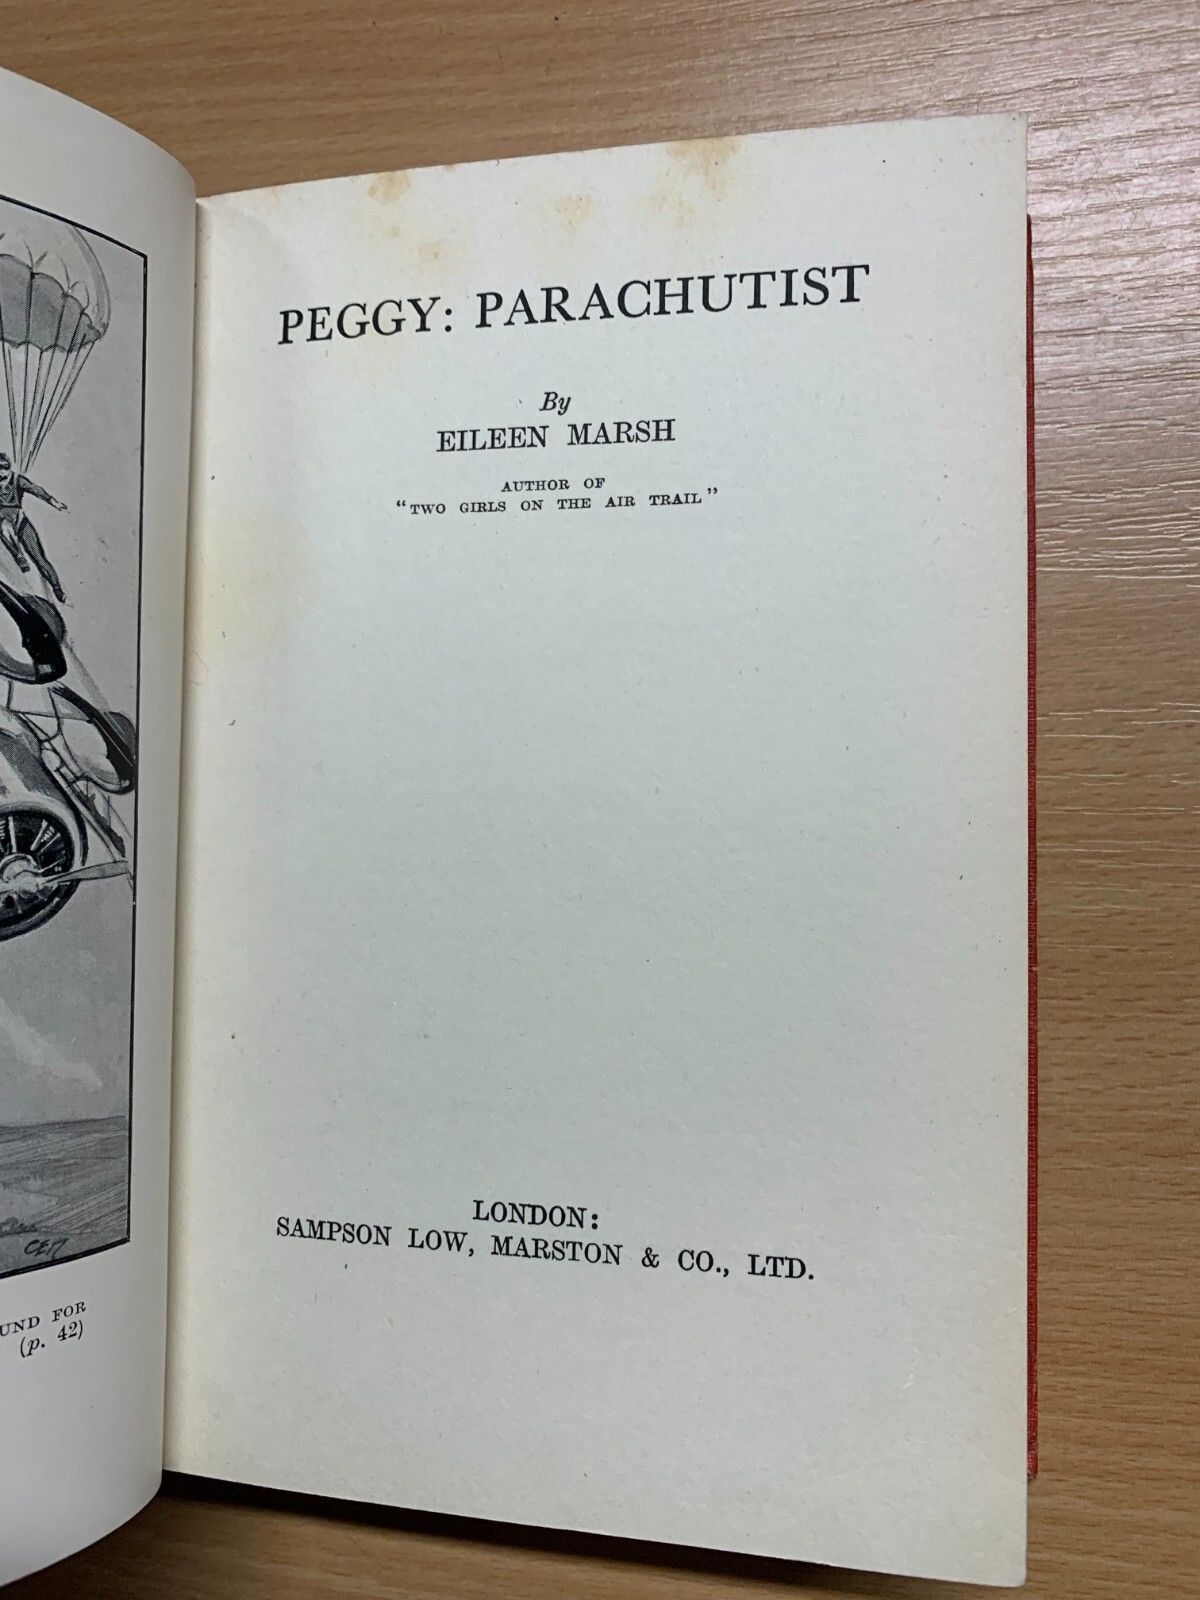 FOR
(p. 42)
PEGGY: PARACHUTIST
By
EILEEN MARSH
AUTHOR OF
"TWO GIRLS ON THE AIR TRAIL"
LONDON:
SAMPSON LOW, MARSTON & CO., LTD.